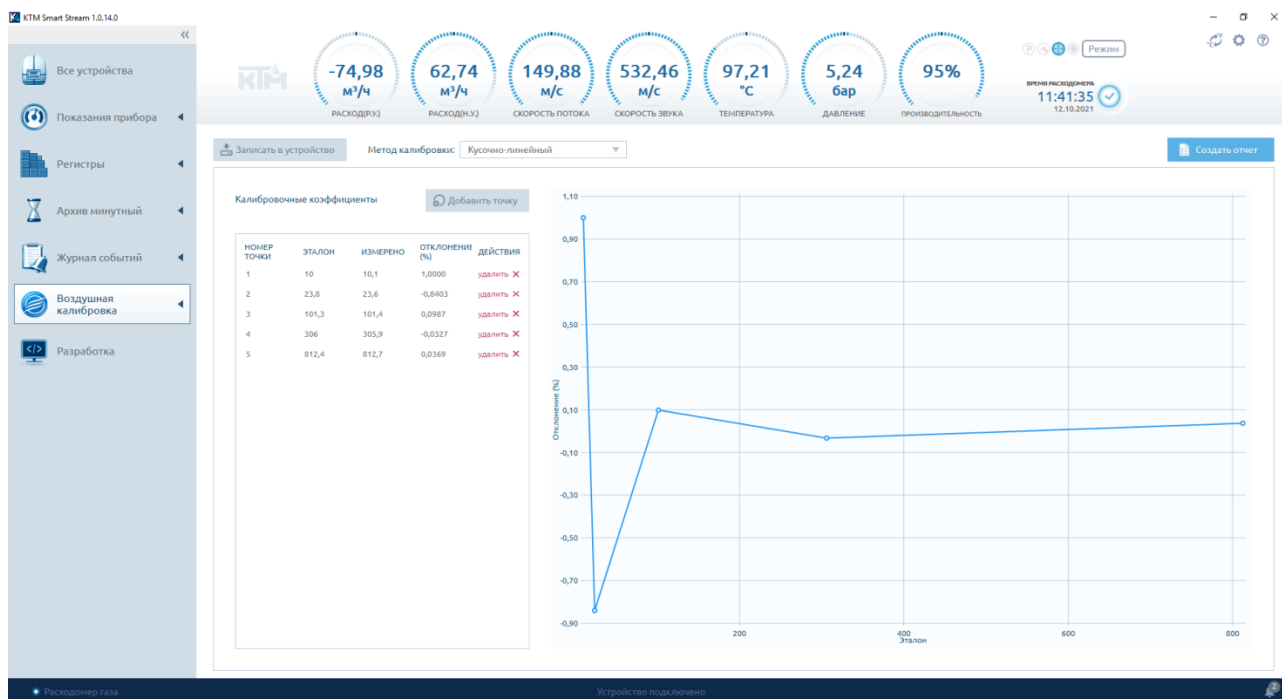 KTM Smart Stream 1.0.14.0
Все устройства
Показания прибора
Регистры
Архив минутный
Журнал событий
Воздушная
калибровка
Разработка
КТМ
-74,98
м³/ч
РАСХОД(Р.У.)
62,74
м³/ч
РАСХОД(Н.У.)
149,88
м/с
СКОРОСТЬ ПОТОКА
532,46
м/с
СКОРОСТЬ ЗВУКА
97,21
°C
ТЕМПЕРАТУРА
5,24
бар
ДАВЛЕНИЕ
95%
ПРОИЗВОДИТЕЛЬНОСТЬ
Режим
ВРЕМЯ РАСХОДОМЕРА
11:41:35
12.10.2021
Записать в устройство
Метод калибровки: Кусочно-линейный
Создать отчет
Калибровочные коэффициенты
Добавить точку
НОМЕР ТОЧКИ ЭТАЛОН ИЗМЕРЕНО ОТКЛОНЕНИЕ (%) ДЕЙСТВИЯ
1 10 10,1 1,0000 удалить
2 23,8 23,6 -0,8403 удалить
3 101,3 101,4 0,0987 удалить
4 306 305,9 -0,0327 удалить
5 812,4 812,7 0,0369 удалить
1,10
0,90
0,70
0,50
0,30
0,10
-0,10
-0,30
-0,50
-0,70
-0,90
Отклонение (%)
200 400 600 800
Эталон
Расходомер газа
Устройство подключено
2